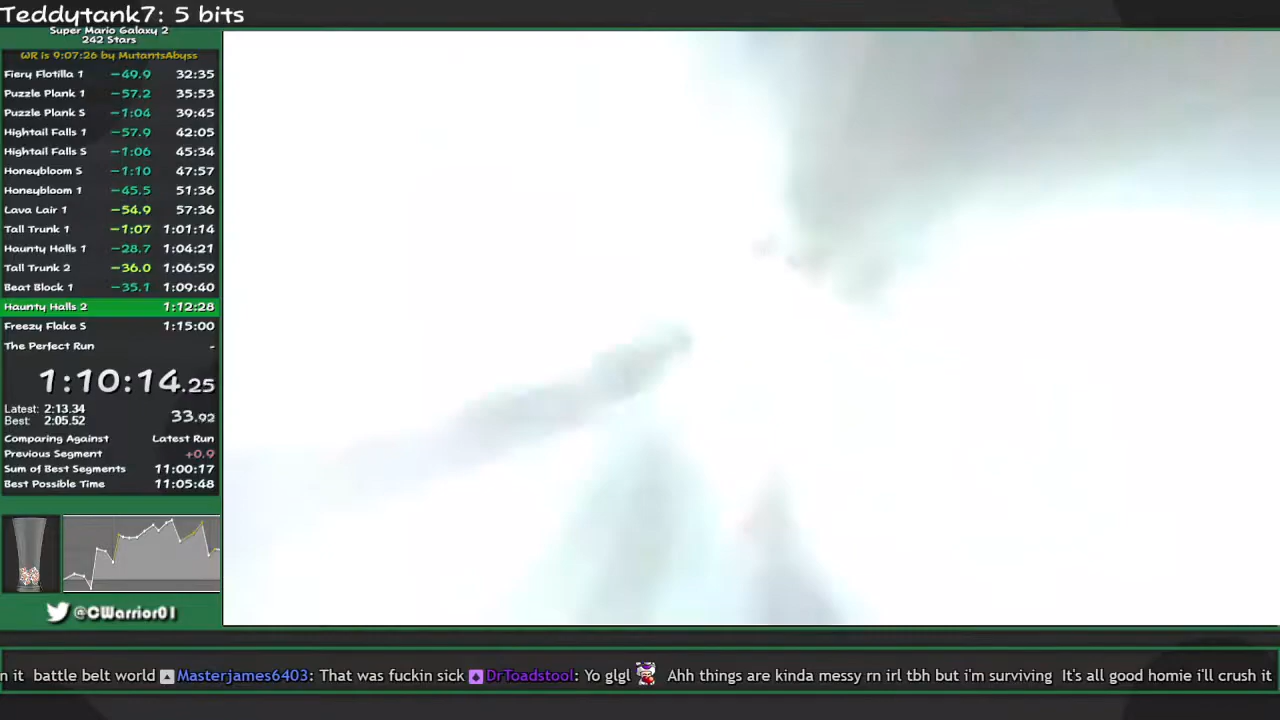 Teddytank7: 5 bits
Super Mario Galaxy 2
242 Stars
WR is 9:07:26 by MutantsAbyss
Fiery Flotilla 1 -49.9 32:35
Puzzle Plank 1 -57.2 35:53
Puzzle Plank S -1:04 39:45
Hightail Falls 1 -57.9 42:05
Hightail Falls S -1:06 45:34
Honeybloom S -1:10 47:57
Honeybloom 1 -45.5 51:36
Lava Lair 1 -54.9 57:36
Tall Trunk 1 -1:07 1:01:14
Haunty Halls 1 -28.7 1:04:21
Tall Trunk 2 -36.0 1:06:59
Beat Block 1 -35.1 1:09:40
Haunty Halls 2 1:12:28
Freezy Flake S 1:15:00
The Perfect Run -
1:10:14.25
Latest: 2:13.34
Best: 2:05.52 33.92
Comparing Against Latest Run
Previous Segment +0.9
Sum of Best Segments 11:00:17
Best Possible Time 11:05:48
@CWarrior01
n it battle belt world Masterjames6403: That was fuckin sick DrToadstool: Yo glgl Ahh things are kinda messy rn irl tbh but i'm surviving It's all good homie i'll crush it